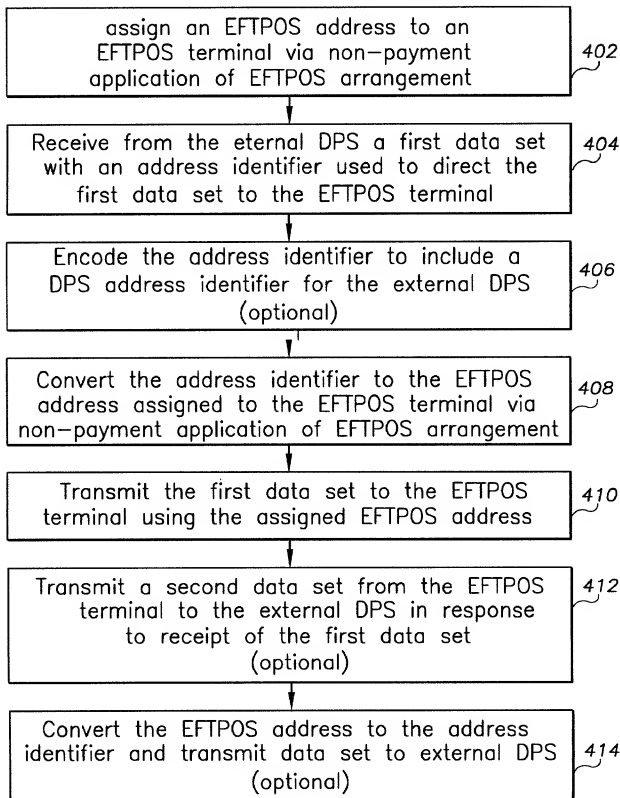 assign an EFTPOS address to an
EFTPOS terminal via non-payment
application of EFTPOS arrangement
402
Receive from the eternal DPS a first data set
with an address identifier used to direct the
first data set to the EFTPOS terminal
404
Encode the address identifier to include a
DPS address identifier for the external DPS
(optional)
406
Convert the address identifier to the EFTPOS
address assigned to the EFTPOS terminal via
non-payment application of EFTPOS arrangement
408
Transmit the first data set to the EFTPOS
terminal using the assigned EFTPOS address
410
Transmit a second data set from the EFTPOS
terminal to the external DPS in response
to receipt of the first data set
(optional)
412
Convert the EFTPOS address to the address
identifier and transmit data set to external DPS
(optional)
414